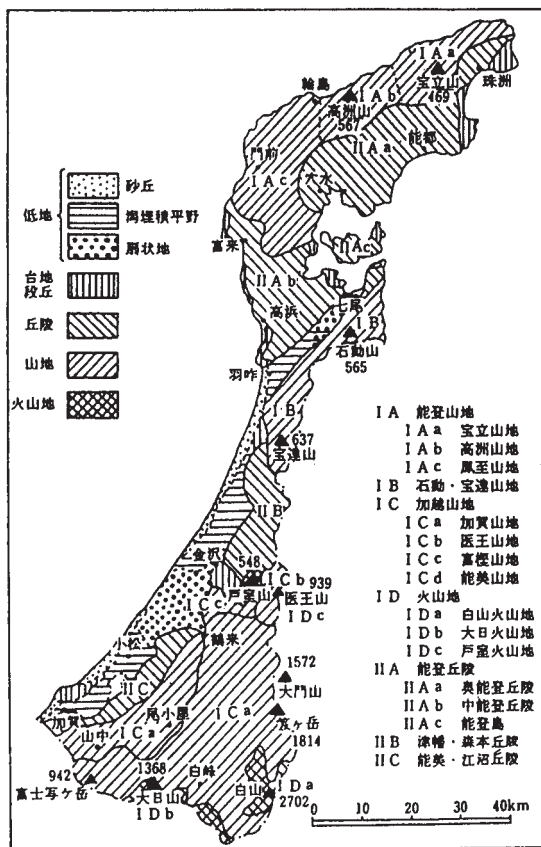 砂丘
低地
潟埋積平野
扇状地
台地
段丘
丘陵
山地
火山地
ⅠAa
宝立山
469
珠洲
輪島
ⅠAb
高洲山
567
能都
ⅡAa
門前
ⅠAc
大水
富来
ⅡAc
ⅡAb
高浜
七尾
ⅠB
石動山
565
羽咋
ⅠB
637
宝達山
ⅡB
金沢
548
戸室山
ⅠCb
939
医王山
ⅠDc
ⅠCc
小松
鶴来
ⅡC
1572
大門山
尾小屋
ⅠCa
笈ヶ岳
1814
加賀
山中
ⅠCa
942
富士写ケ岳
1368
大日山
ⅠDb
白峰
白山
ⅠDa
2702
ⅠA 能登山地
ⅠAa 宝立山地
ⅠAb 高洲山地
ⅠAc 鳳至山地
ⅠB 石動・宝達山地
ⅠC 加越山地
ⅠCa 加賀山地
ⅠCb 医王山地
ⅠCc 富樫山地
ⅠCd 能美山地
ⅠD 火山地
ⅠDa 白山火山地
ⅠDb 大日火山地
ⅠDc 戸室火山地
ⅡA 能登丘陵
ⅡAa 奥能登丘陵
ⅡAb 中能登丘陵
ⅡAc 能登島
ⅡB 津幡・森本丘陵
ⅡC 能美・江沼丘陵
0 10 20 30 40km